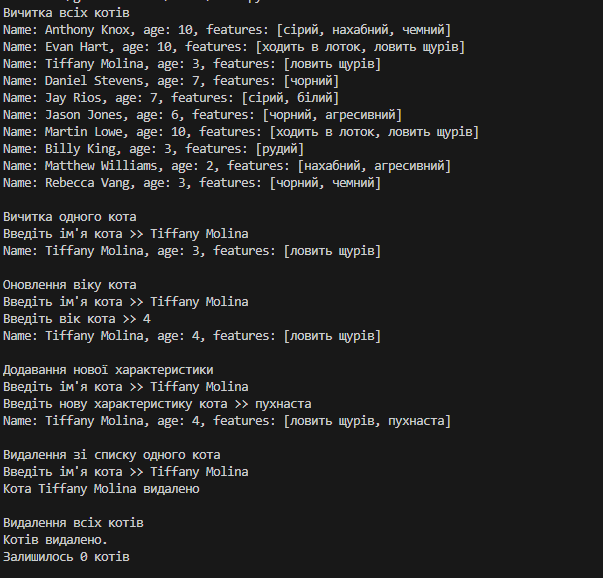 Вичитка всіх котів
Name: Anthony Knox, age: 10, features: [сірий, нахабний, чемний]
Name: Evan Hart, age: 10, features: [ходить в лоток, ловить щурів]
Name: Tiffany Molina, age: 3, features: [ловить щурів]
Name: Daniel Stevens, age: 7, features: [чорний]
Name: Jay Rios, age: 7, features: [сірий, білий]
Name: Jason Jones, age: 6, features: [чорний, агресивний]
Name: Martin Lowe, age: 10, features: [ходить в лоток, ловить щурів]
Name: Billy King, age: 3, features: [рудий]
Name: Matthew Williams, age: 2, features: [нахабний, агресивний]
Name: Rebecca Vang, age: 3, features: [чорний, чемний]
Вичитка одного кота
Введіть ім'я кота >> Tiffany Molina
Name: Tiffany Molina, age: 3, features: [ловить щурів]
Оновлення віку кота
Введіть ім'я кота >> Tiffany Molina
Введіть вік кота >> 4
Name: Tiffany Molina, age: 4, features: [ловить щурів]
Додавання нової характеристики
Введіть ім'я кота >> Tiffany Molina
Введіть нову характеристику кота >> пухнаста
Name: Tiffany Molina, age: 4, features: [ловить щурів, пухнаста]
Видалення зі списку одного кота
Введіть ім'я кота >> Tiffany Molina
Кота Tiffany Molina видалено
Видалення всіх котів
Котів видалено.
Залишилось 0 котів